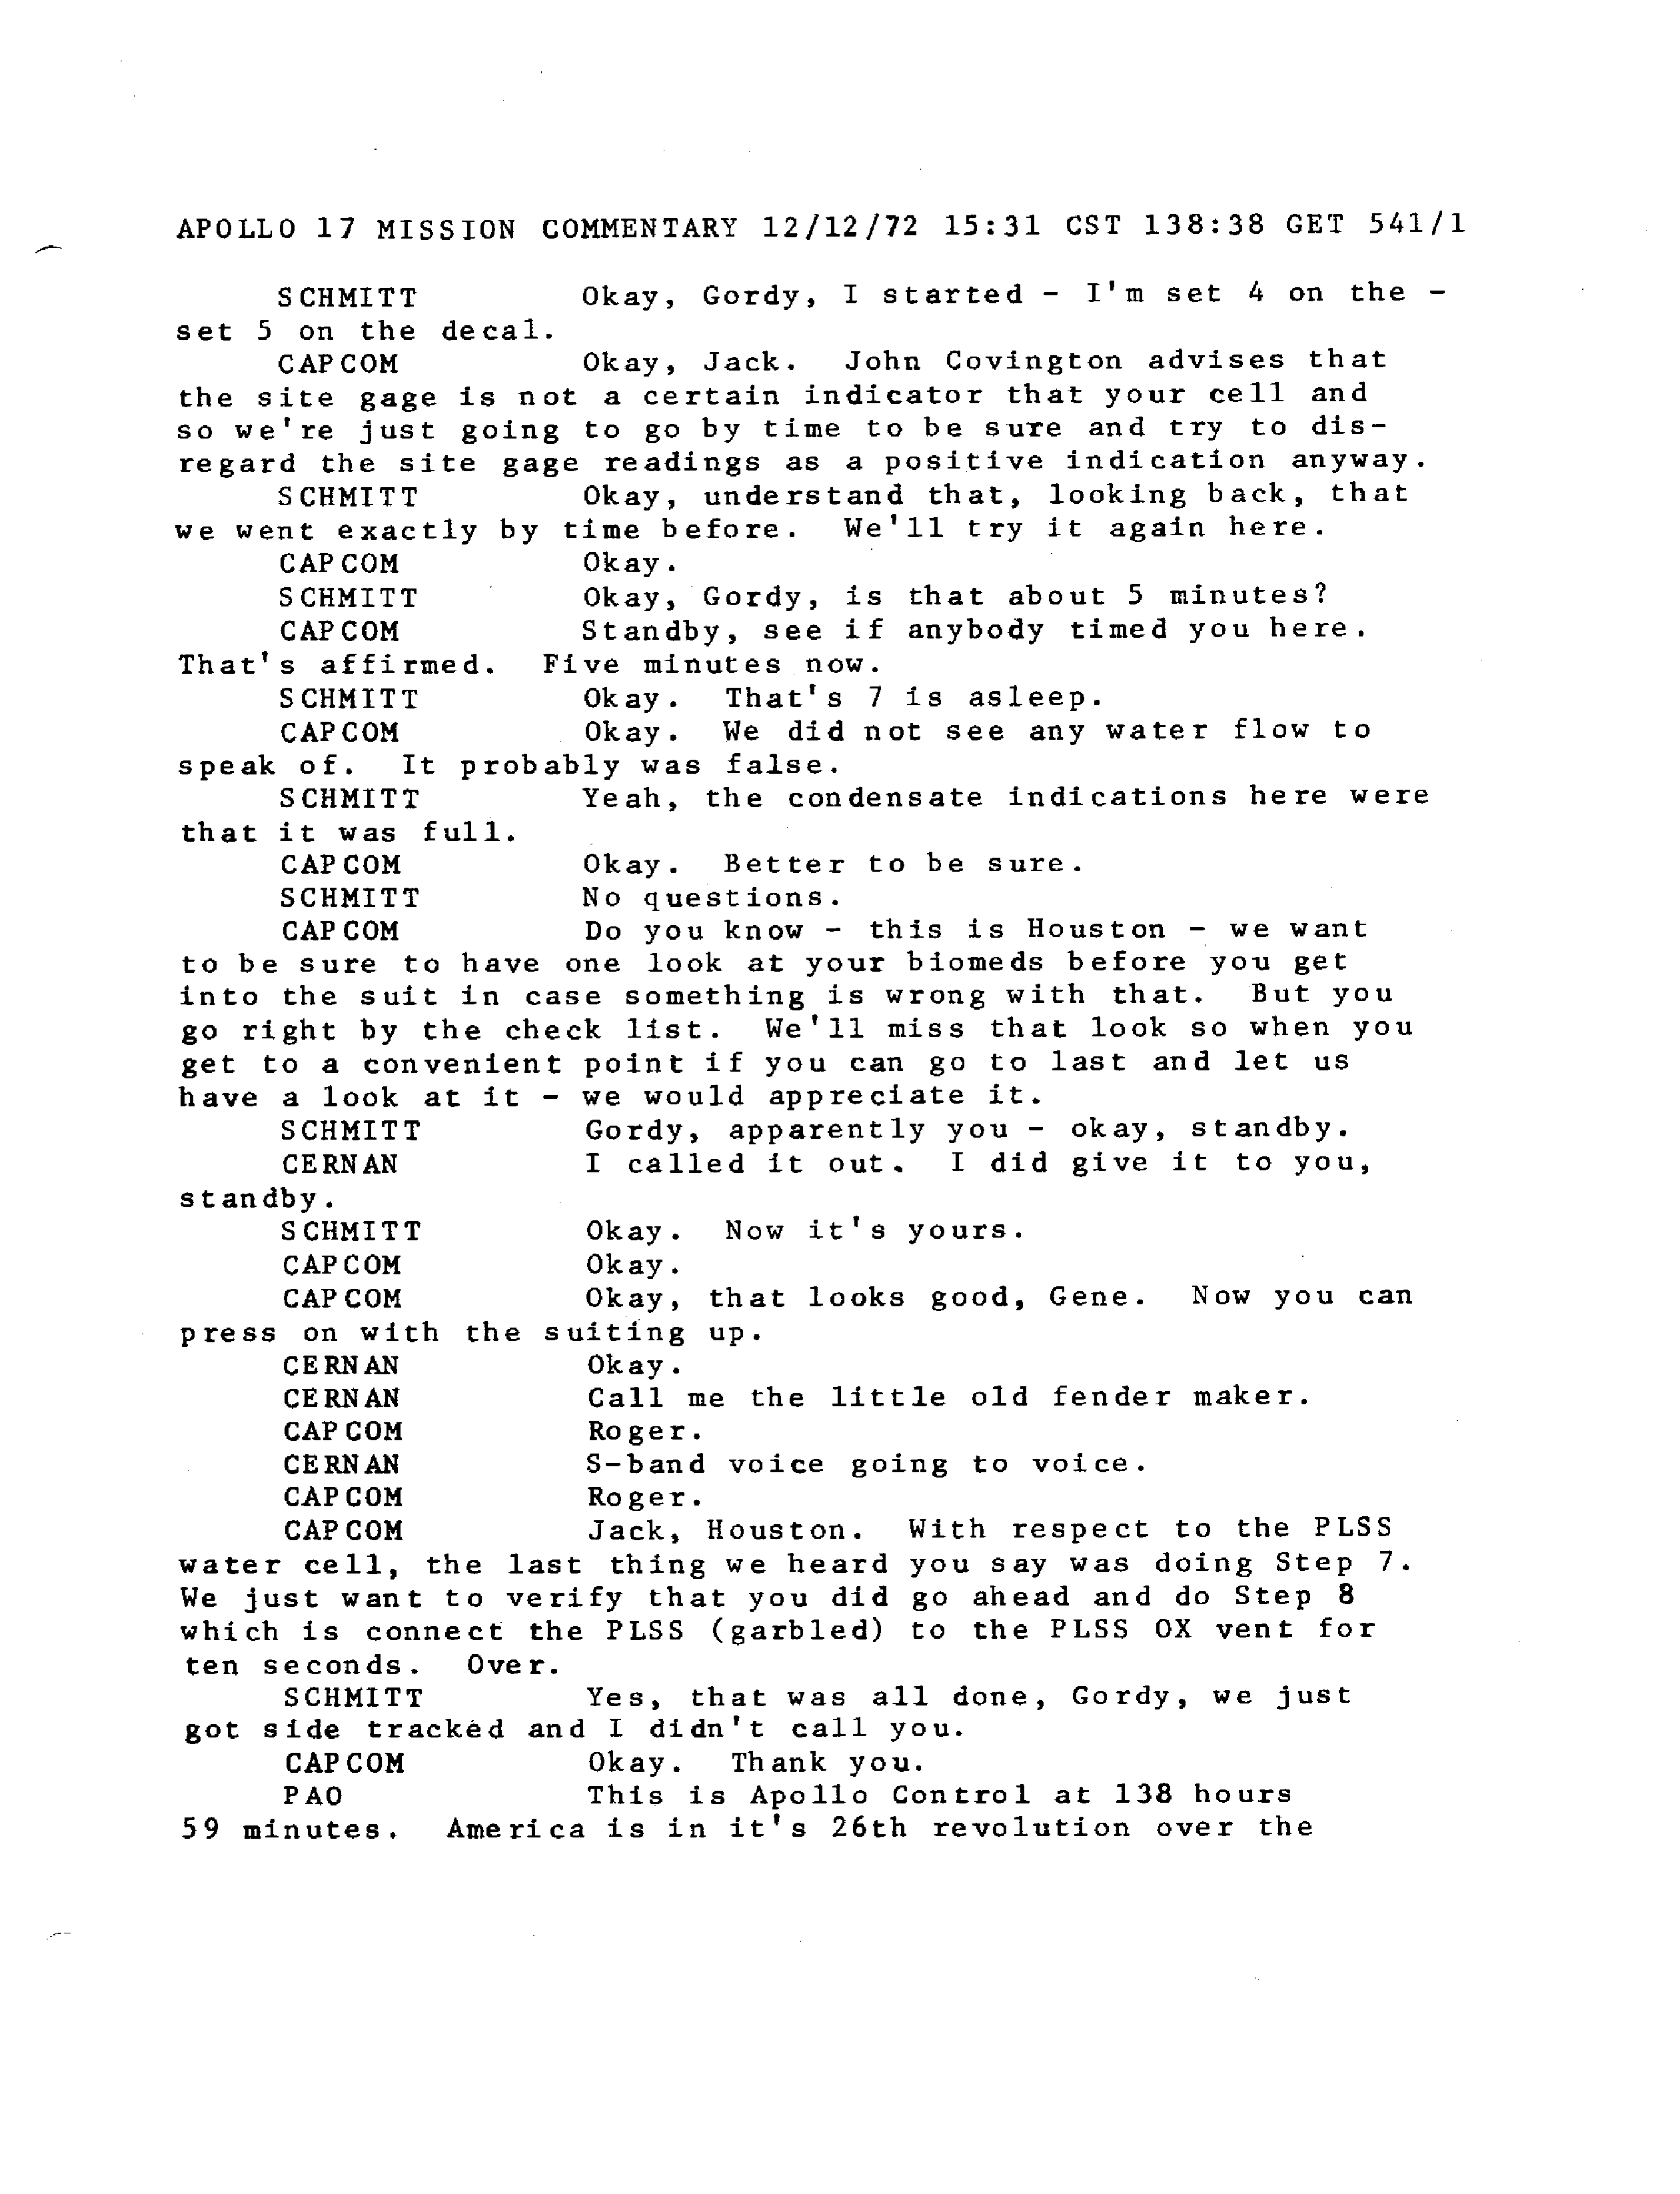 APOLLO 17 MISSION COMMENTARY 12/12/72 15:31 CST 138:38 GET 541/1
SCHMITT Okay, Gordy, I started - I'm set 4 on the -
set 5 on the decal.
CAPCOM Okay, Jack. John Covington advises that
the site gage is not a certain indicator that your cell and
so we're just going to go by time to be sure and try to dis-
regard the site gage readings as a positive indication anyway.
SCHMITT Okay, understand that, looking back, that
we went exactly by time before. We'll try it again here.
CAPCOM Okay.
SCHMITT Okay, Gordy, is that about 5 minutes?
CAPCOM Standby, see if anybody timed you here.
That's affirmed. Five minutes now.
SCHMITT Okay. That's 7 is asleep.
CAPCOM Okay. We did not see any water flow to
speak of. It probably was false.
SCHMITT Yeah, the condensate indications here were
that it was full.
CAPCOM Okay. Better to be sure.
SCHMITT No questions.
CAPCOM Do you know - this is Houston - we want
to be sure to have one look at your biomeds before you get
into the suit in case something is wrong with that. But you
go right by the check list. We'll miss that look so when you
get to a convenient point if you can go to last and let us
have a look at it - we would appreciate it.
SCHMITT Gordy, apparently you - okay, standby.
CERNAN I called it out. I did give it to you,
standby.
SCHMITT Okay. Now it's yours.
CAPCOM Okay.
CAPCOM Okay, that looks good, Gene. Now you can
press on with the suiting up.
CERNAN Okay.
CERNAN Call me the little old fender maker.
CAPCOM Roger.
CERNAN S-band voice going to voice.
CAPCOM Roger.
CAPCOM Jack, Houston. With respect to the PLSS
water cell, the last thing we heard you say was doing Step 7.
We just want to verify that you did go ahead and do Step 8
which is connect the PLSS (garbled) to the PLSS OX vent for
ten seconds. Over.
SCHMITT Yes, that was all done, Gordy, we just
got side tracked and I didn't call you.
CAPCOM Okay. Thank you.
PAO This is Apollo Control at 138 hours
59 minutes. America is in it's 26th revolution over the